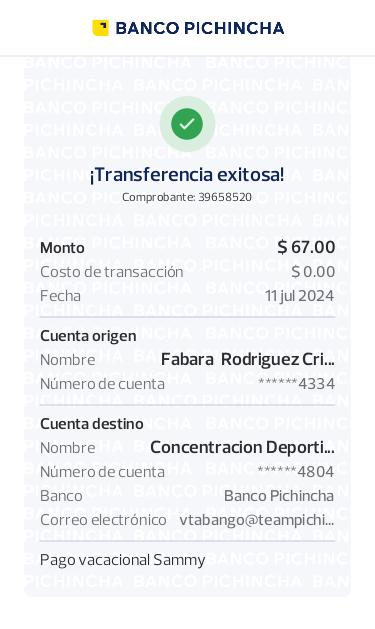 BANCO PICHINCHA
¡Transferencia exitosa!
Comprobante: 39658520
Monto $ 67.00
Costo de transacción $ 0.00
Fecha 11 jul 2024
Cuenta origen
Nombre Fabara Rodriguez Cri...
Número de cuenta ******4334
Cuenta destino
Nombre Concentracion Deporti...
Número de cuenta ******4804
Banco Banco Pichincha
Correo electrónico vtabango@teampichi...
Pago vacacional Sammy